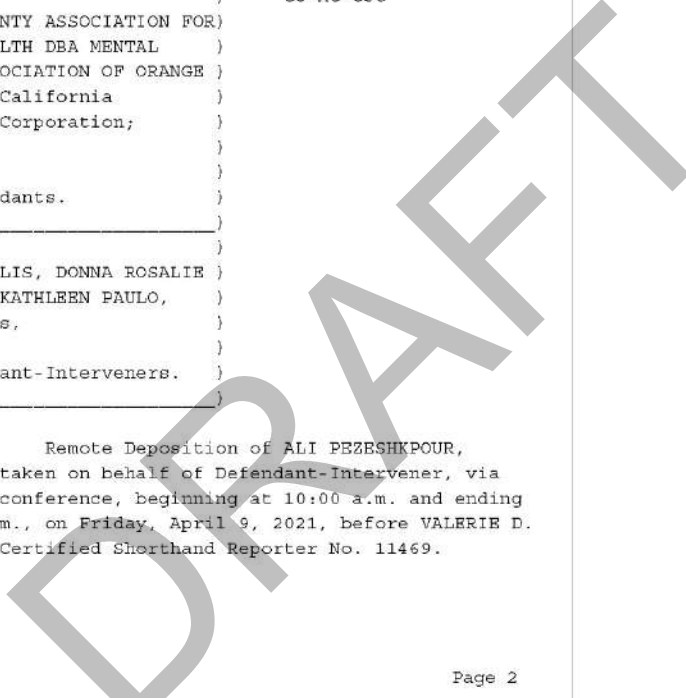 )
NTY ASSOCIATION FOR)
LTH DBA MENTAL )
OCIATION OF ORANGE )
California )
Corporation; )
)
)
dants. )
___________________)
)
LIS, DONNA ROSALIE )
KATHLEEN PAULO, )
s, )
)
ant-Interveners. )
___________________)
Remote Deposition of ALI PEZESHKPOUR,
taken on behalf of Defendant-Intervener, via
conference, beginning at 10:00 a.m. and ending
m., on Friday, April 9, 2021, before VALERIE D.
Certified Shorthand Reporter No. 11469.
Page 2
DRAFT